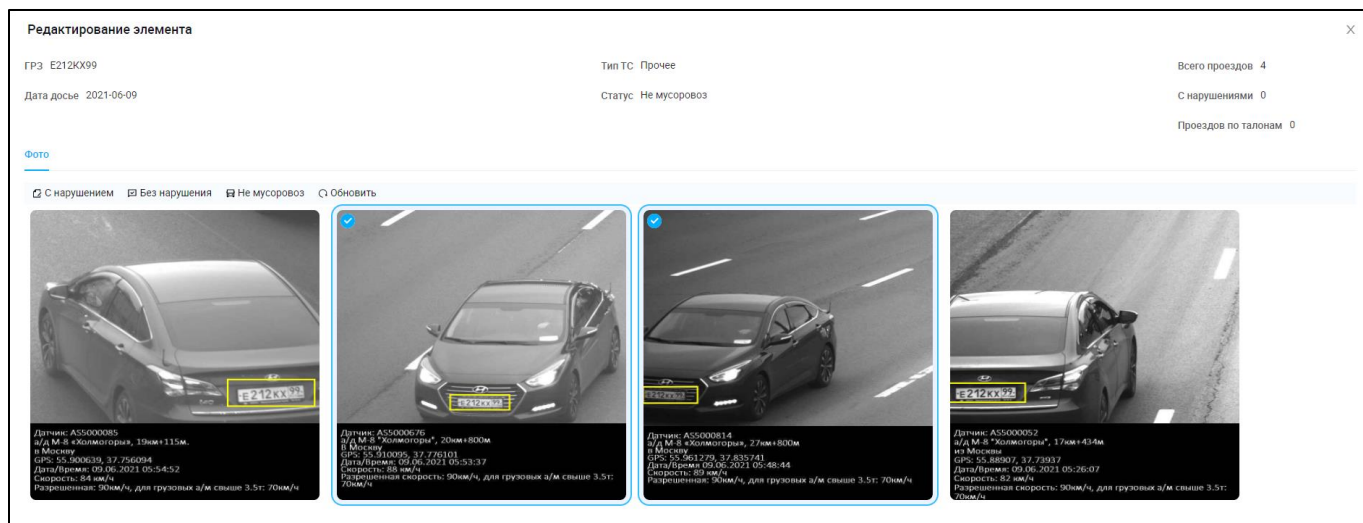 Редактирование элемента
ГРЗ Е212КХ99
Тип ТС Прочее
Всего проездов 4
Дата досье 2021-06-09
Статус Не мусоровоз
С нарушениями 0
Проездов по талонам 0
Фото
С нарушением Без нарушения Не мусоровоз Обновить
Е212КХ99
Датчик: AS5000085
а/д М-8 «Холмогоры», 19км+115м.
в Москву
GPS: 55.900639, 37.756094
Дата/Время: 09.06.2021 05:54:52
Скорость: 84 км/ч
Разрешенная: 90км/ч, для грузовых а/м свыше 3.5т: 70км/ч
Е212КХ99
Датчик: AS5000676
а/д М-8 "Холмогоры", 20км+800м
В Москву
GPS: 55.910095, 37.776101
Дата/Время: 09.06.2021 05:53:37
Скорость: 88 км/ч
Разрешенная скорость: 90км/ч, для грузовых а/м свыше 3.5т:
70км/ч
Е212КХ99
Датчик: AS5000814
а/д М-8 «Холмогоры», 27км+800м
в Москву
GPS: 55.961279, 37.835741
Дата/Время 09.06.2021 05:48:44
Скорость: 89 км/ч
Разрешенная: 90км/ч, для грузовых а/м свыше 3.5т: 70км/ч
Е212КХ99
Датчик: AS5000052
а/д М-8 "Холмогоры", 17км+434м
из Москвы
GPS: 55.88907, 37.73937
Дата/Время: 09.06.2021 05:26:07
Скорость: 82 км/ч
Разрешенная скорость: 90км/ч, для грузовых а/м свыше 3.5т:
70км/ч